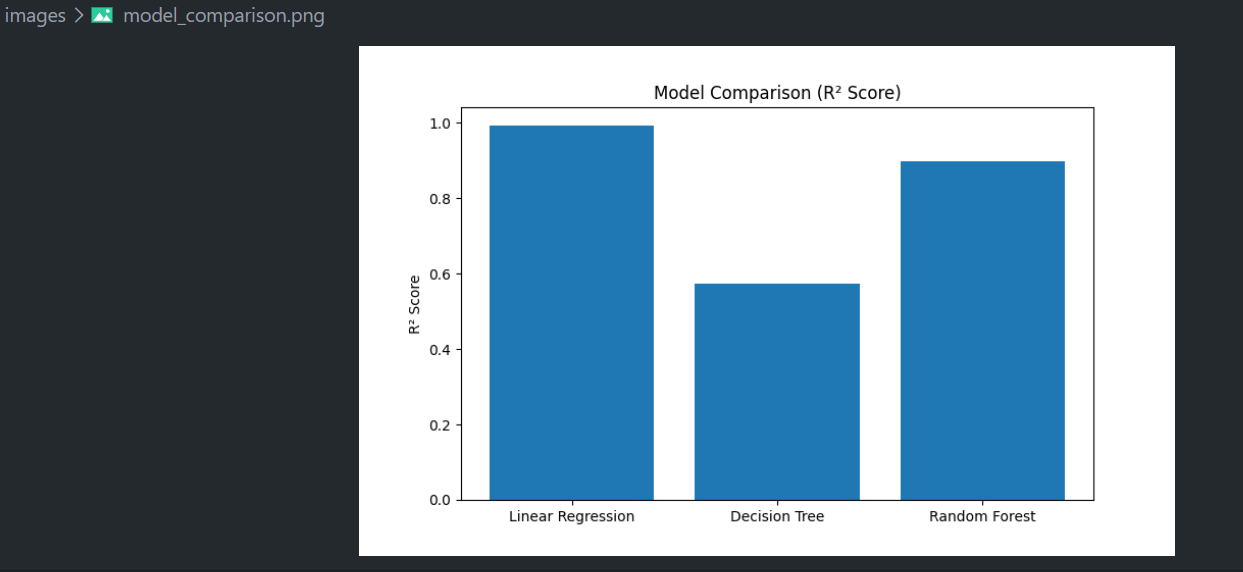 images > model_comparison.png
Model Comparison (R² Score)
1.0
0.8
0.6
0.4
0.2
0.0
R² Score
Linear Regression
Decision Tree
Random Forest